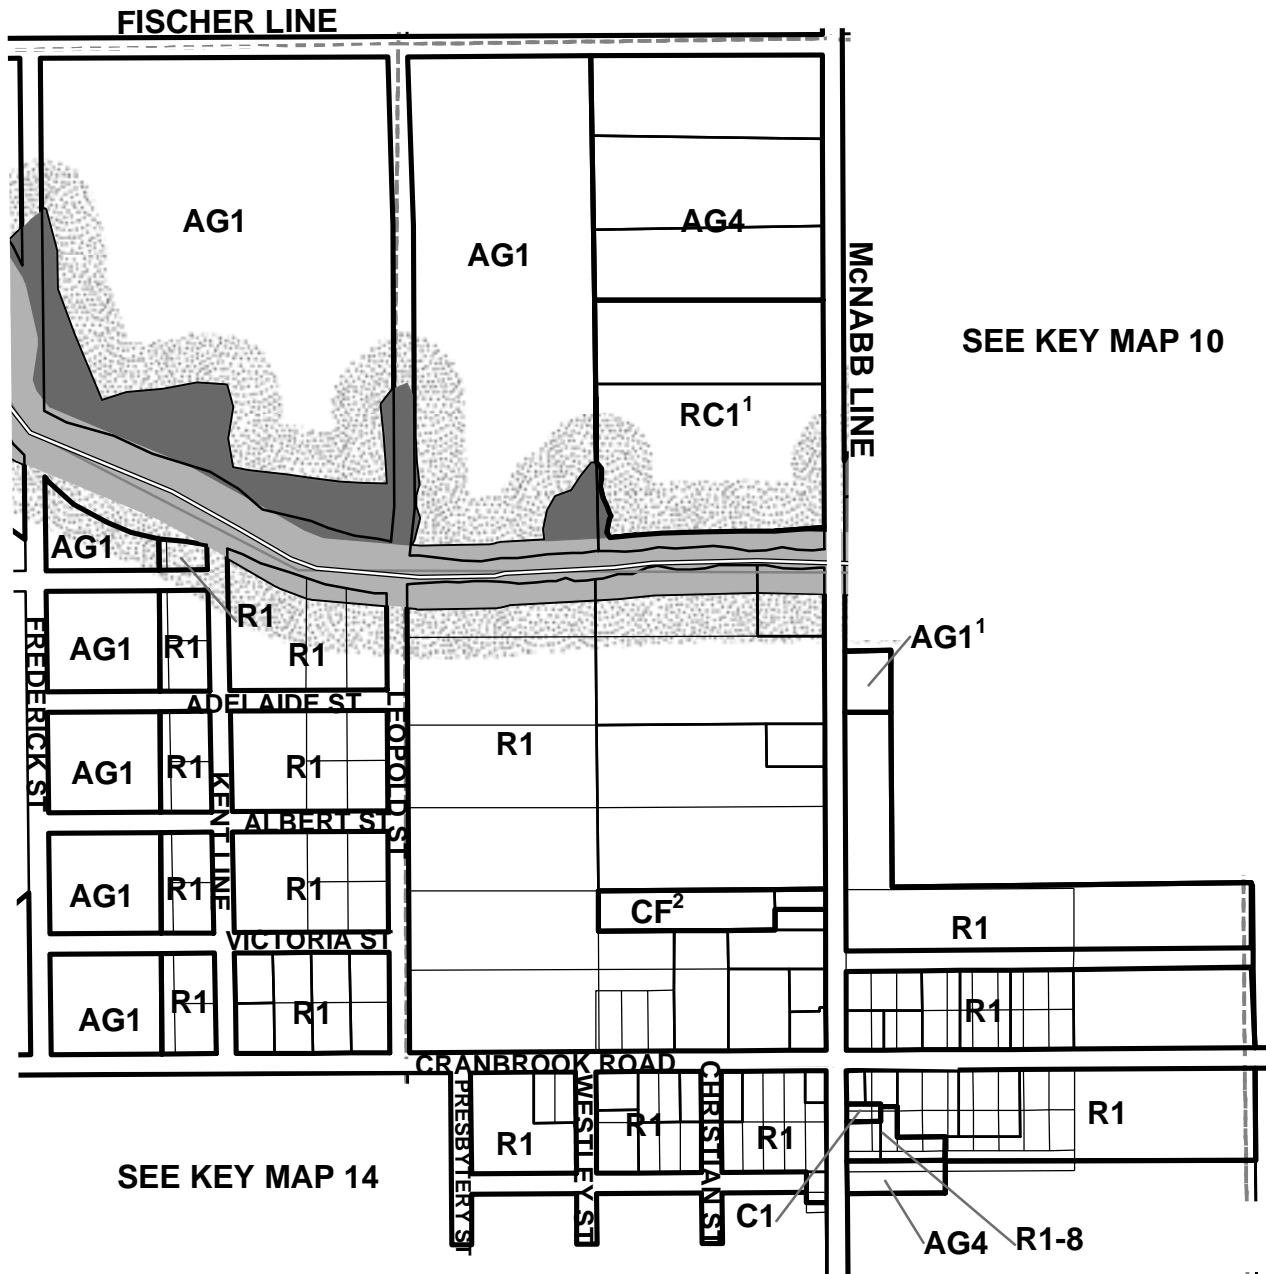 FISCHER LINE
AG1
AG1
AG4
McNABB LINE
SEE KEY MAP 10
RC1¹
AG1
R1
FREDERICK ST
AG1
R1
R1
AG1¹
ADELAIDE ST
LEOPOLD ST
AG1
R1
R1
R1
KENT LINE
ALBERT ST
AG1
R1
R1
CF²
R1
VICTORIA ST
AG1
R1
R1
R1
CRANBROOK ROAD
PRESBYTERY ST
WESTLEY ST
CHRISTIAN ST
R1
R1
R1
R1
SEE KEY MAP 14
C1
AG4
R1-8